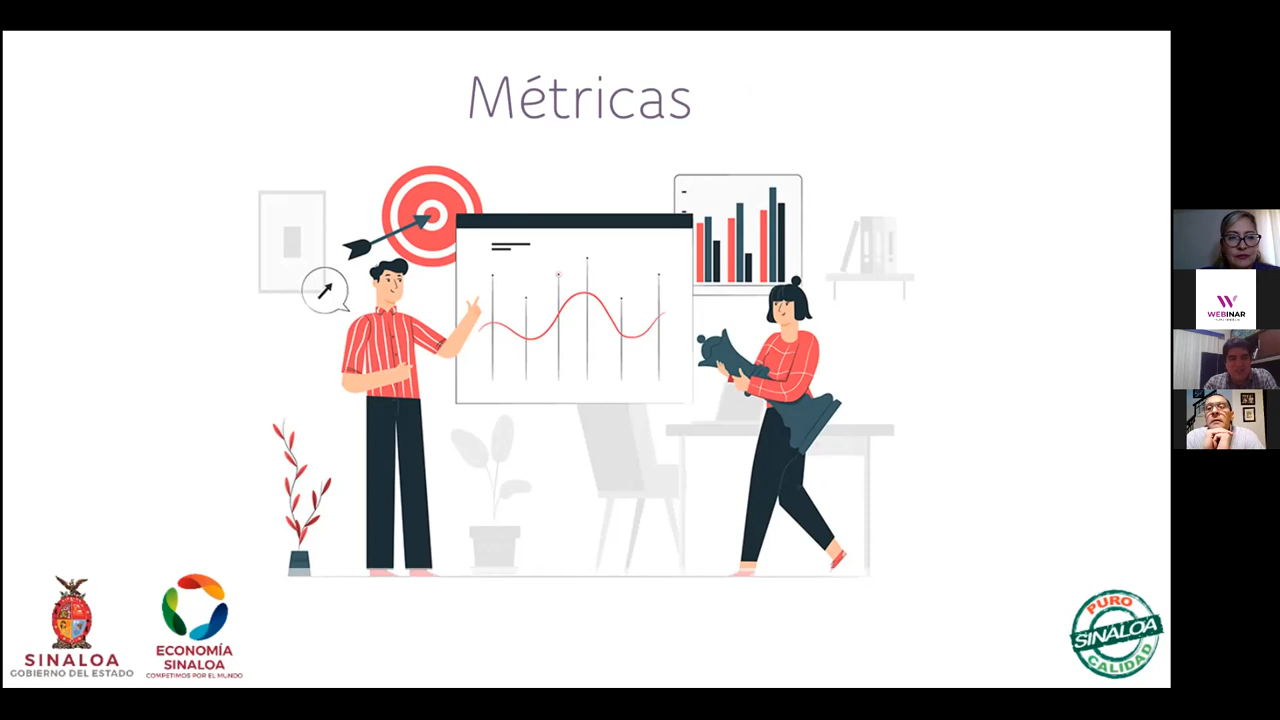 Métricas
SINALOA
GOBIERNO DEL ESTADO
ECONOMÍA
SINALOA
COMPETIMOS POR EL MUNDO
PURO
SINALOA
CALIDAD
WEBINAR